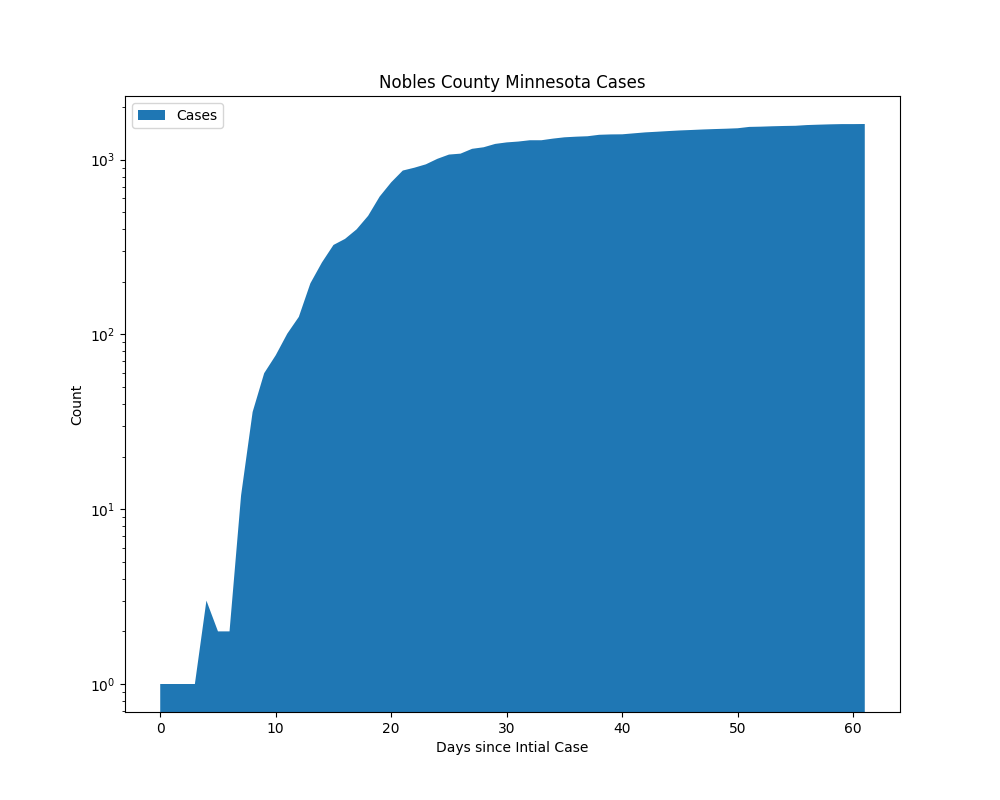 Nobles County Minnesota Cases
Cases
10³
10²
10¹
10⁰
Count
0 10 20 30 40 50 60
Days since Intial Case